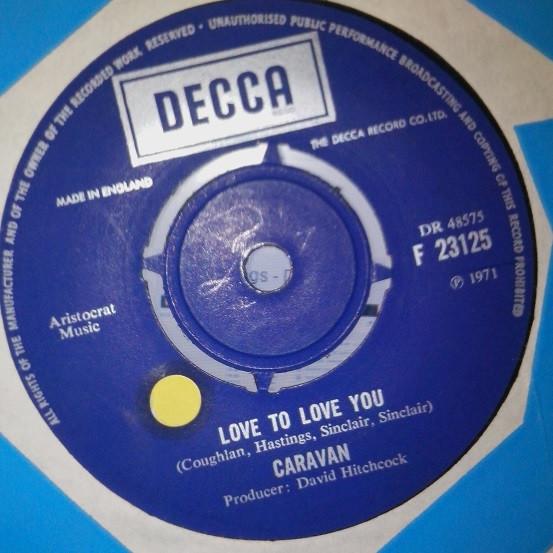 ALL RIGHTS OF THE MANUFACTURER AND OF THE OWNER OF THE RECORDED WORK RESERVED · UNAUTHORISED PUBLIC PERFORMANCE BROADCASTING AND COPYING OF THIS RECORD PROHIBITED
DECCA
THE DECCA RECORD CO. LTD.
MADE IN ENGLAND
DR 48575
F 23125
℗ 1971
Aristocrat
Music
LOVE TO LOVE YOU
(Coughlan, Hastings, Sinclair, Sinclair)
CARAVAN
Producer: David Hitchcock